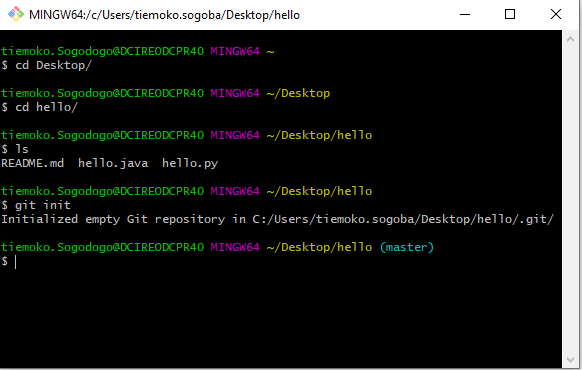 MINGW64:/c/Users/tiemoko.sogoba/Desktop/hello
tiemoko.Sogodogo@DCIREODCPR40 MINGW64 ~
$ cd Desktop/
tiemoko.Sogodogo@DCIREODCPR40 MINGW64 ~/Desktop
$ cd hello/
tiemoko.Sogodogo@DCIREODCPR40 MINGW64 ~/Desktop/hello
$ ls
README.md  hello.java  hello.py
tiemoko.Sogodogo@DCIREODCPR40 MINGW64 ~/Desktop/hello
$ git init
Initialized empty Git repository in C:/Users/tiemoko.sogoba/Desktop/hello/.git/
tiemoko.Sogodogo@DCIREODCPR40 MINGW64 ~/Desktop/hello (master)
$